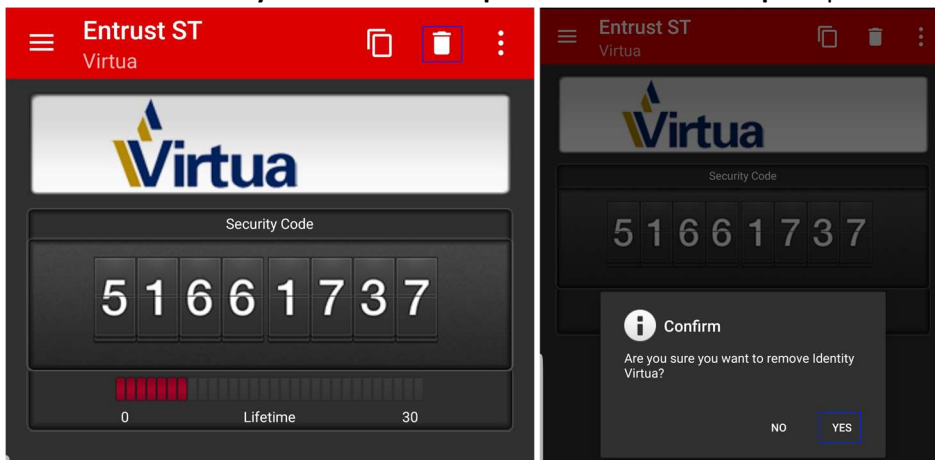 Entrust ST
Virtua
Virtua
Security Code
51661737
0 Lifetime 30
Entrust ST
Virtua
Virtua
Security Code
51661737
Confirm
Are you sure you want to remove Identity
Virtua?
NO YES